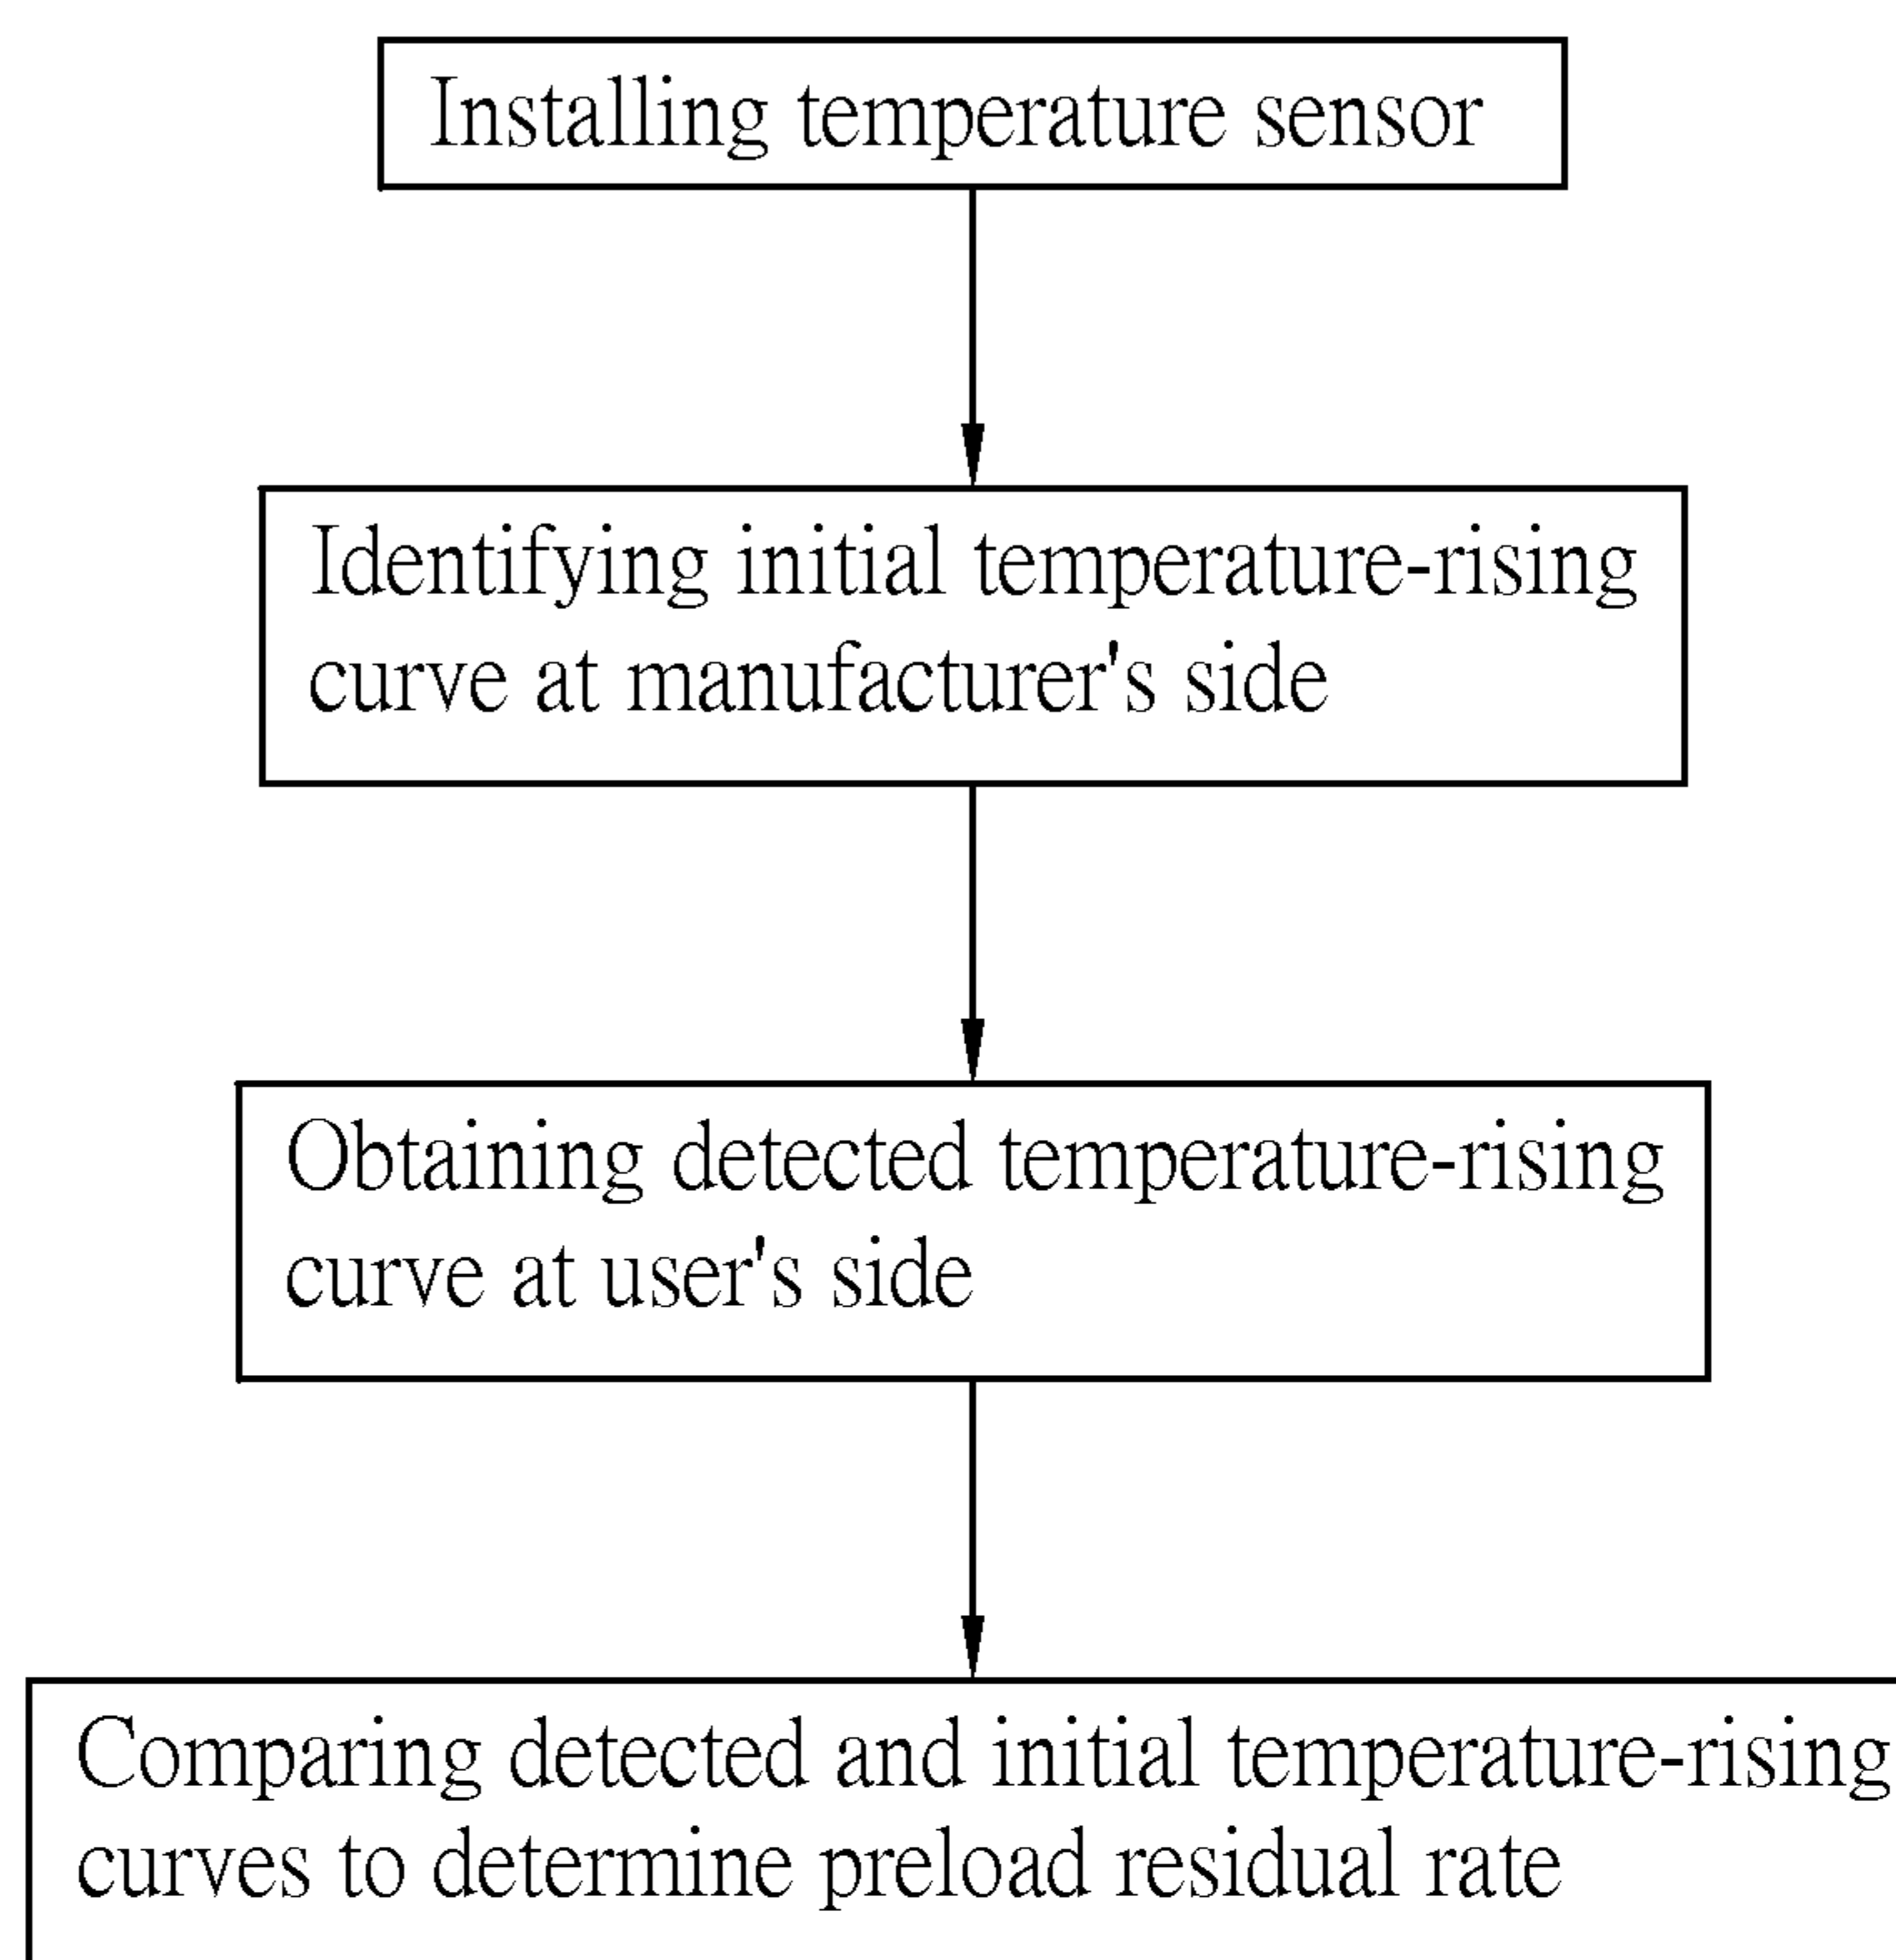 Installing temperature sensor
Identifying initial temperature-rising
curve at manufacturer's side
Obtaining detected temperature-rising
curve at user's side
Comparing detected and initial temperature-rising
curves to determine preload residual rate